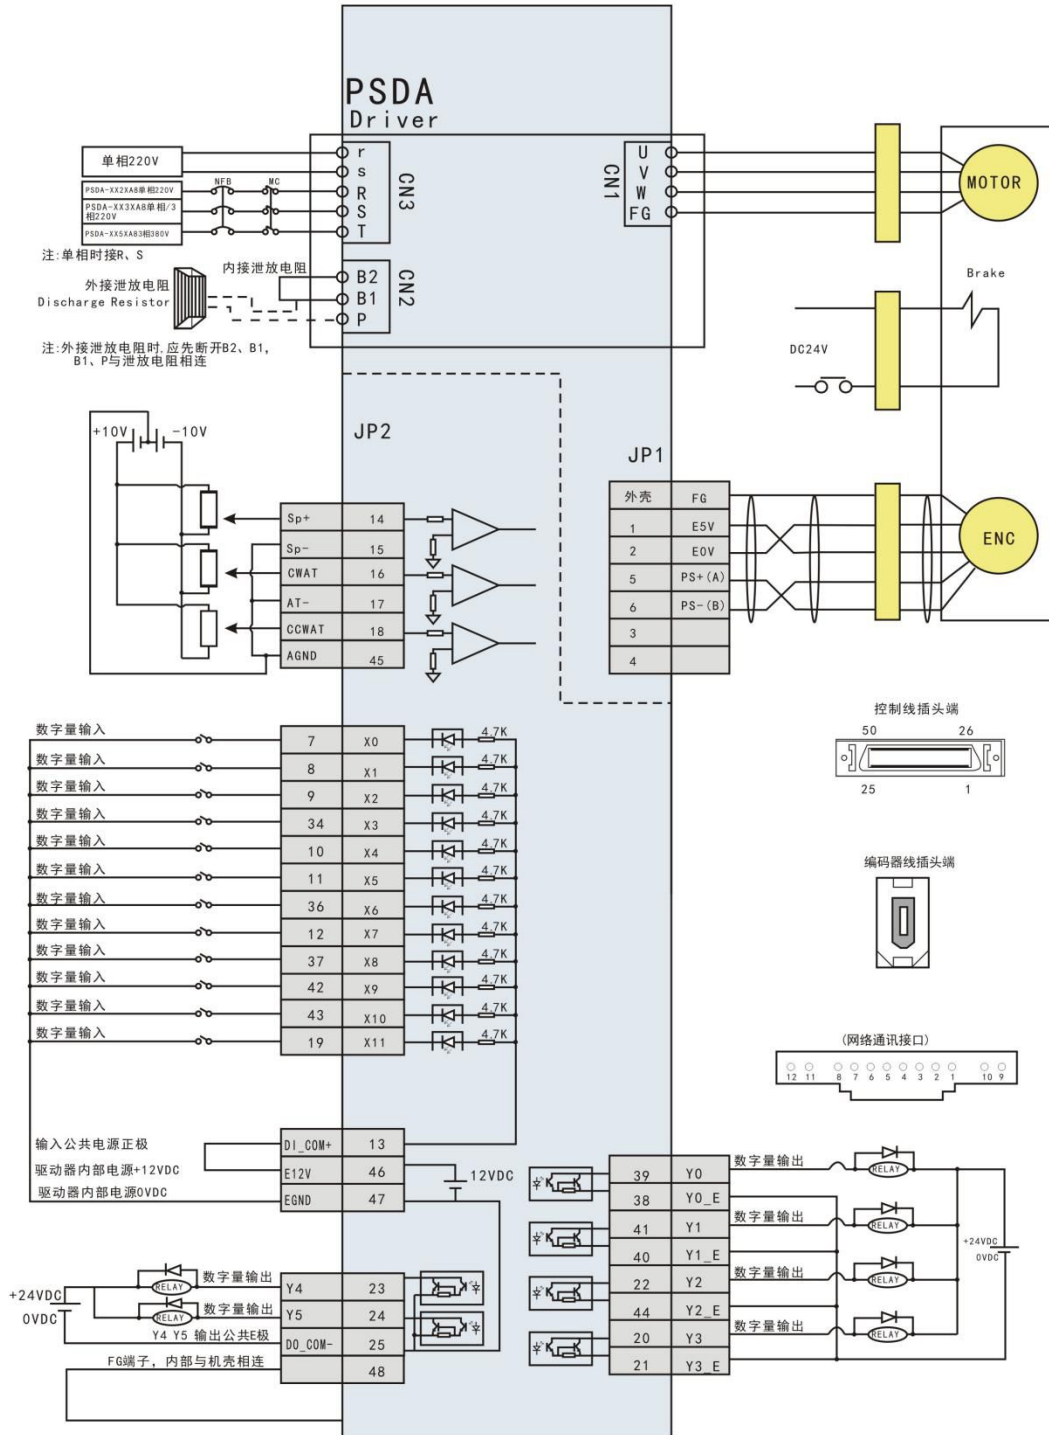 PSDA
Driver
单相220V
PSDA-XX2XA8单相220V
PSDA-XX3XA8单相/3
相220V
PSDA-XX5XA83相380V
NFB
MC
r
s
R
S
T
CN3
注:单相时接R、S
外接泄放电阻
Discharge Resistor
内接泄放电阻
B2
B1
P
CN2
注:外接泄放电阻时,应先断开B2、B1,
B1、P与泄放电阻相连
U
V
W
FG
CN1
MOTOR
Brake
DC24V
JP2
+10V
-10V
Sp+ 14
Sp- 15
CWAT 16
AT- 17
CCWAT 18
AGND 45
JP1
外壳 FG
1 E5V
2 E0V
5 PS+(A)
6 PS-(B)
3
4
ENC
数字量输入 7 X0 4.7K
数字量输入 8 X1 4.7K
数字量输入 9 X2 4.7K
数字量输入 34 X3 4.7K
数字量输入 10 X4 4.7K
数字量输入 11 X5 4.7K
数字量输入 36 X6 4.7K
数字量输入 12 X7 4.7K
数字量输入 37 X8 4.7K
数字量输入 42 X9 4.7K
数字量输入 43 X10 4.7K
数字量输入 19 X11 4.7K
控制线插头端
50 26
25 1
编码器线插头端
(网络通讯接口)
12 11 8 7 6 5 4 3 2 1 10 9
输入公共电源正极 DI_COM+ 13
驱动器内部电源+12VDC E12V 46
驱动器内部电源0VDC EGND 47
12VDC
+24VDC
0VDC
RELAY 数字量输出 Y4 23
RELAY 数字量输出 Y5 24
Y4 Y5 输出公共E极 DO_COM- 25
FG端子，内部与机壳相连 48
39 Y0 数字量输出 RELAY
38 Y0_E
41 Y1 数字量输出 RELAY
40 Y1_E
22 Y2 数字量输出 RELAY
44 Y2_E
20 Y3 数字量输出 RELAY
21 Y3_E
+24VDC
0VDC